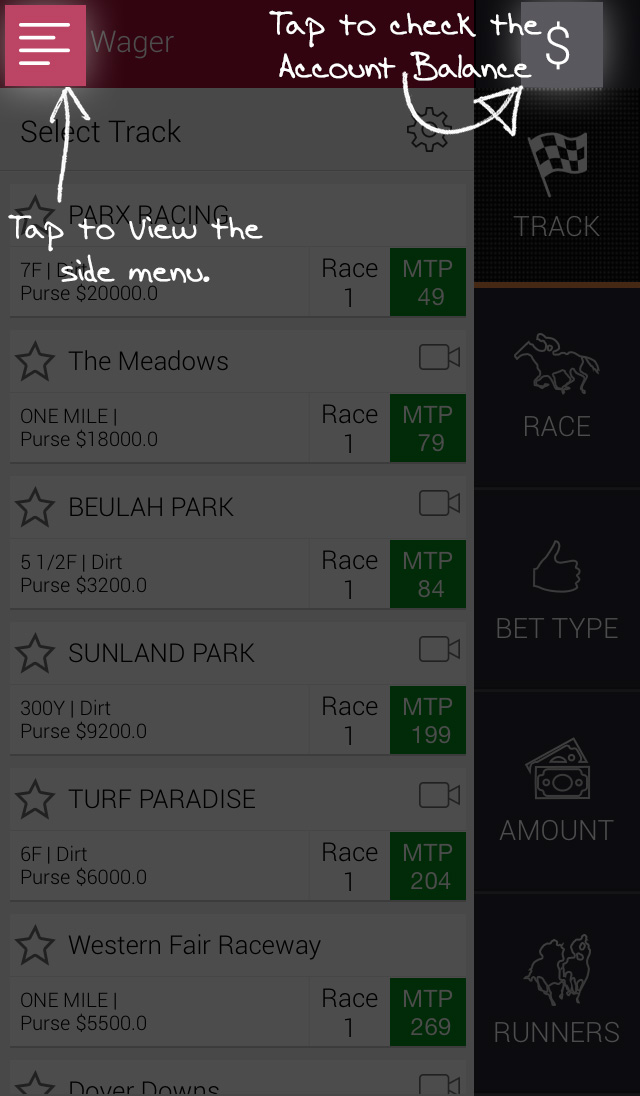 Wager
Tap to check the
Account Balance
$
Select Track
Tap to view the
side menu.
PARX RACING
7F | Dirt
Purse $20000.0
Race
1
MTP
49
The Meadows
ONE MILE |
Purse $18000.0
Race
1
MTP
79
BEULAH PARK
5 1/2F | Dirt
Purse $3200.0
Race
1
MTP
84
SUNLAND PARK
300Y | Dirt
Purse $9200.0
Race
1
MTP
199
TURF PARADISE
6F | Dirt
Purse $6000.0
Race
1
MTP
204
Western Fair Raceway
ONE MILE |
Purse $5500.0
Race
1
MTP
269
Dover Downs
TRACK
RACE
BET TYPE
AMOUNT
RUNNERS